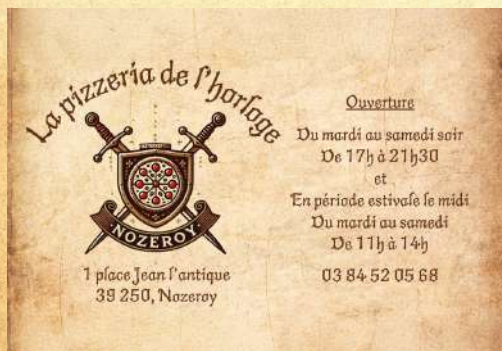 La pizzeria de l'horloge
NOZEROY
1 place Jean l'antique
39 250, Nozeroy
Ouverture
Du mardi au samedi soir
De 17h à 21h30
et
En période estivale le midi
Du mardi au samedi
De 11h à 14h
03 84 52 05 68